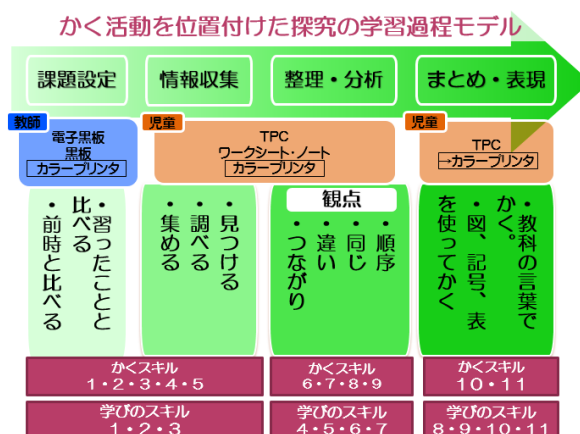 かく活動を位置付けた探究の学習過程モデル
課題設定
情報収集
整理・分析
まとめ・表現
教師
電子黒板
黒板
カラープリンタ
児童
TPC
ワークシート・ノート
カラープリンタ
児童
TPC
→カラープリンタ
・習ったことと
比べる
・前時と比べる
・見つける
・調べる
・集める
観点
・順序
・同じ
・違い
・つながり
・教科の言葉で
かく。
・図、記号、表
を使ってかく
かくスキル
1・2・3・4・5
かくスキル
6・7・8・9
かくスキル
10・11
学びのスキル
1・2・3
学びのスキル
4・5・6・7
学びのスキル
8・9・10・11